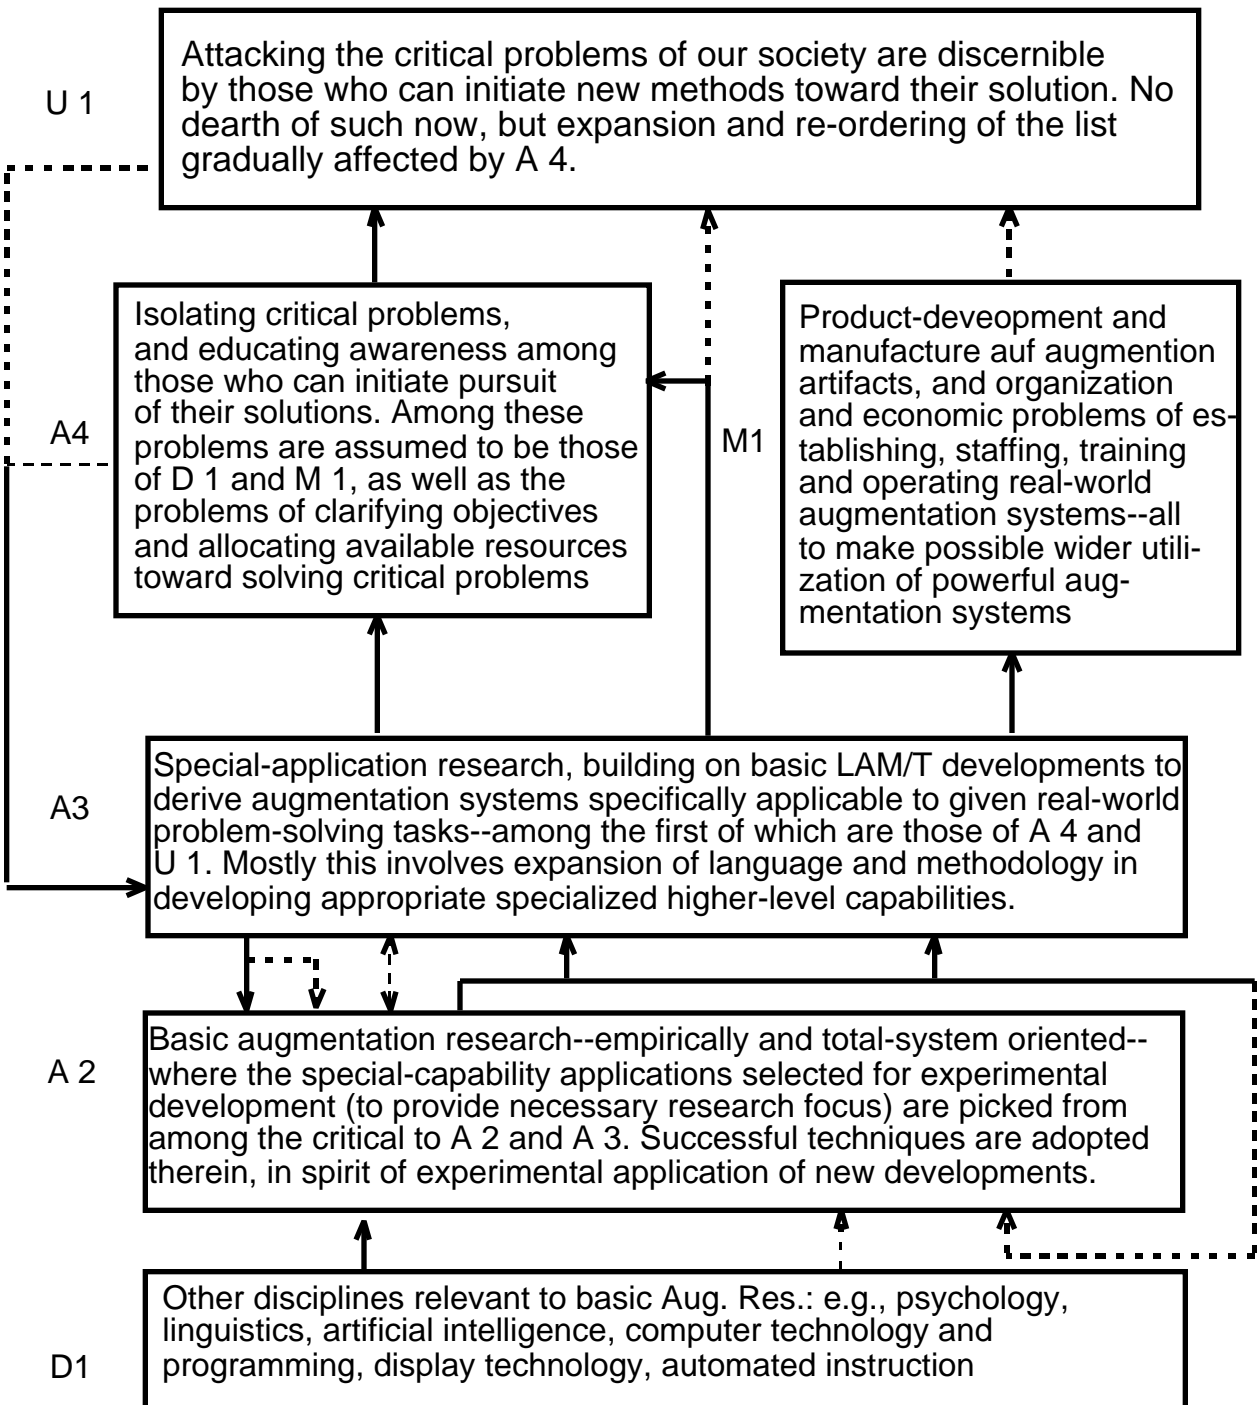 U 1
Attacking the critical problems of our society are discernible
by those who can initiate new methods toward their solution. No
dearth of such now, but expansion and re-ordering of the list
gradually affected by A 4.
A4
Isolating critical problems,
and educating awareness among
those who can initiate pursuit
of their solutions. Among these
problems are assumed to be those
of D 1 and M 1, as well as the
problems of clarifying objectives
and allocating available resources
toward solving critical problems
M1
Product-deveopment and
manufacture auf augmention
artifacts, and organization
and economic problems of es-
tablishing, staffing, training
and operating real-world
augmentation systems--all
to make possible wider utili-
zation of powerful aug-
mentation systems
A3
Special-application research, building on basic LAM/T developments to
derive augmentation systems specifically applicable to given real-world
problem-solving tasks--among the first of which are those of A 4 and
U 1. Mostly this involves expansion of language and methodology in
developing appropriate specialized higher-level capabilities.
A 2
Basic augmentation research--empirically and total-system oriented--
where the special-capability applications selected for experimental
development (to provide necessary research focus) are picked from
among the critical to A 2 and A 3. Successful techniques are adopted
therein, in spirit of experimental application of new developments.
D1
Other disciplines relevant to basic Aug. Res.: e.g., psychology,
linguistics, artificial intelligence, computer technology and
programming, display technology, automated instruction